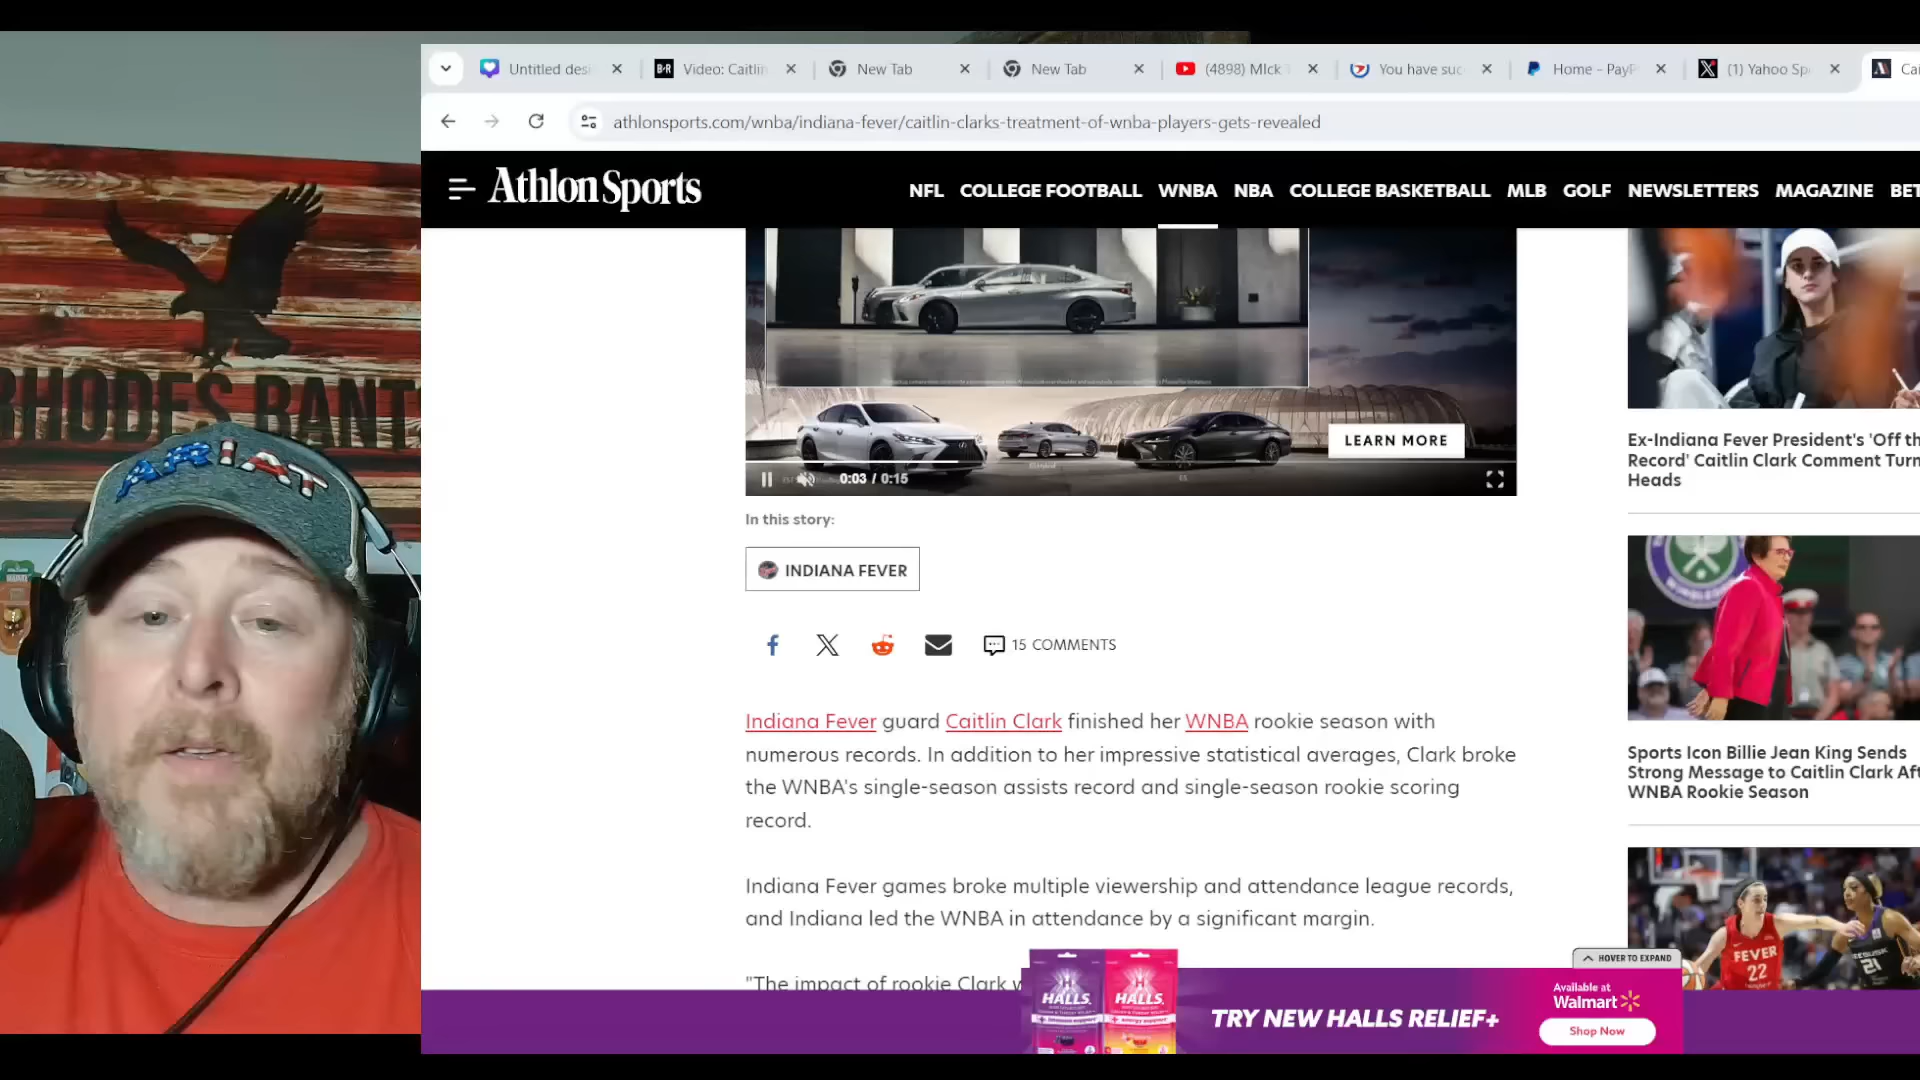 Untitled desi
B/R
Video: Caitlin
New Tab
New Tab
(4898) MIck
You have suc
Home - PayP
(1) Yahoo Sp
Cai
athlonsports.com/wnba/indiana-fever/caitlin-clarks-treatment-of-wnba-players-gets-revealed
Athlon Sports
NFL COLLEGE FOOTBALL WNBA NBA COLLEGE BASKETBALL MLB GOLF NEWSLETTERS MAGAZINE BET
RHODES RANT
ARIAT
LEARN MORE
0:03 / 0:15
In this story:
INDIANA FEVER
15 COMMENTS
Indiana Fever guard Caitlin Clark finished her WNBA rookie season with
numerous records. In addition to her impressive statistical averages, Clark broke
the WNBA's single-season assists record and single-season rookie scoring
record.
Indiana Fever games broke multiple viewership and attendance league records,
and Indiana led the WNBA in attendance by a significant margin.
"The impact of rookie Clark w
Ex-Indiana Fever President's 'Off th
Record' Caitlin Clark Comment Turn
Heads
Sports Icon Billie Jean King Sends
Strong Message to Caitlin Clark Aft
WNBA Rookie Season
FEVER
22
21
HOVER TO EXPAND
HALLS
HALLS
TRY NEW HALLS RELIEF+
Available at
Walmart
Shop Now